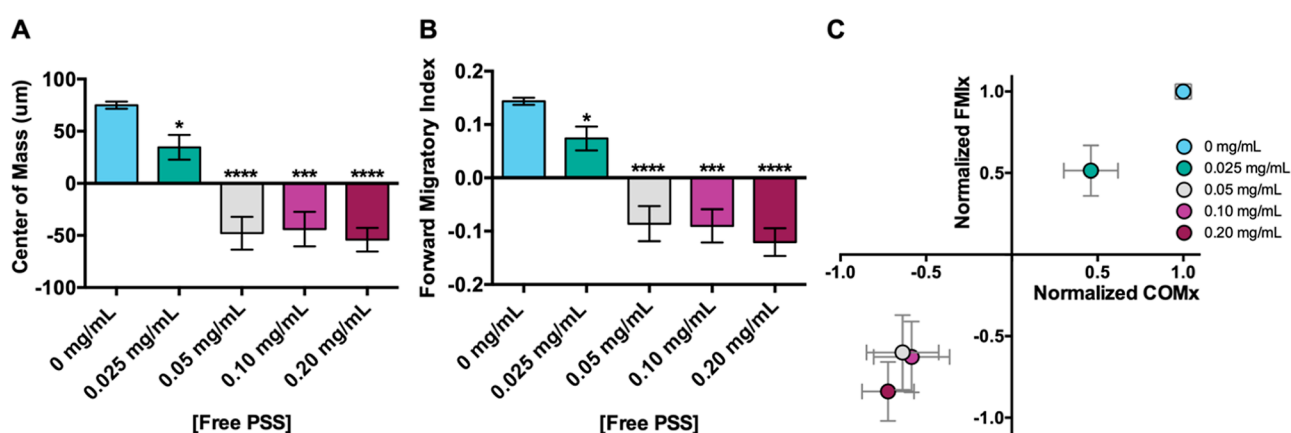 A
Center of Mass (um)
100
50
0
-50
-100
*
****
***
****
0 mg/mL
0.025 mg/mL
0.05 mg/mL
0.10 mg/mL
0.20 mg/mL
[Free PSS]
B
Forward Migratory Index
0.2
0.1
0.0
-0.1
-0.2
*
****
***
****
0 mg/mL
0.025 mg/mL
0.05 mg/mL
0.10 mg/mL
0.20 mg/mL
[Free PSS]
C
Normalized FMIx
1.0
0.5
-0.5
-1.0
-1.0
-0.5
0.5
1.0
Normalized COMx
0 mg/mL
0.025 mg/mL
0.05 mg/mL
0.10 mg/mL
0.20 mg/mL